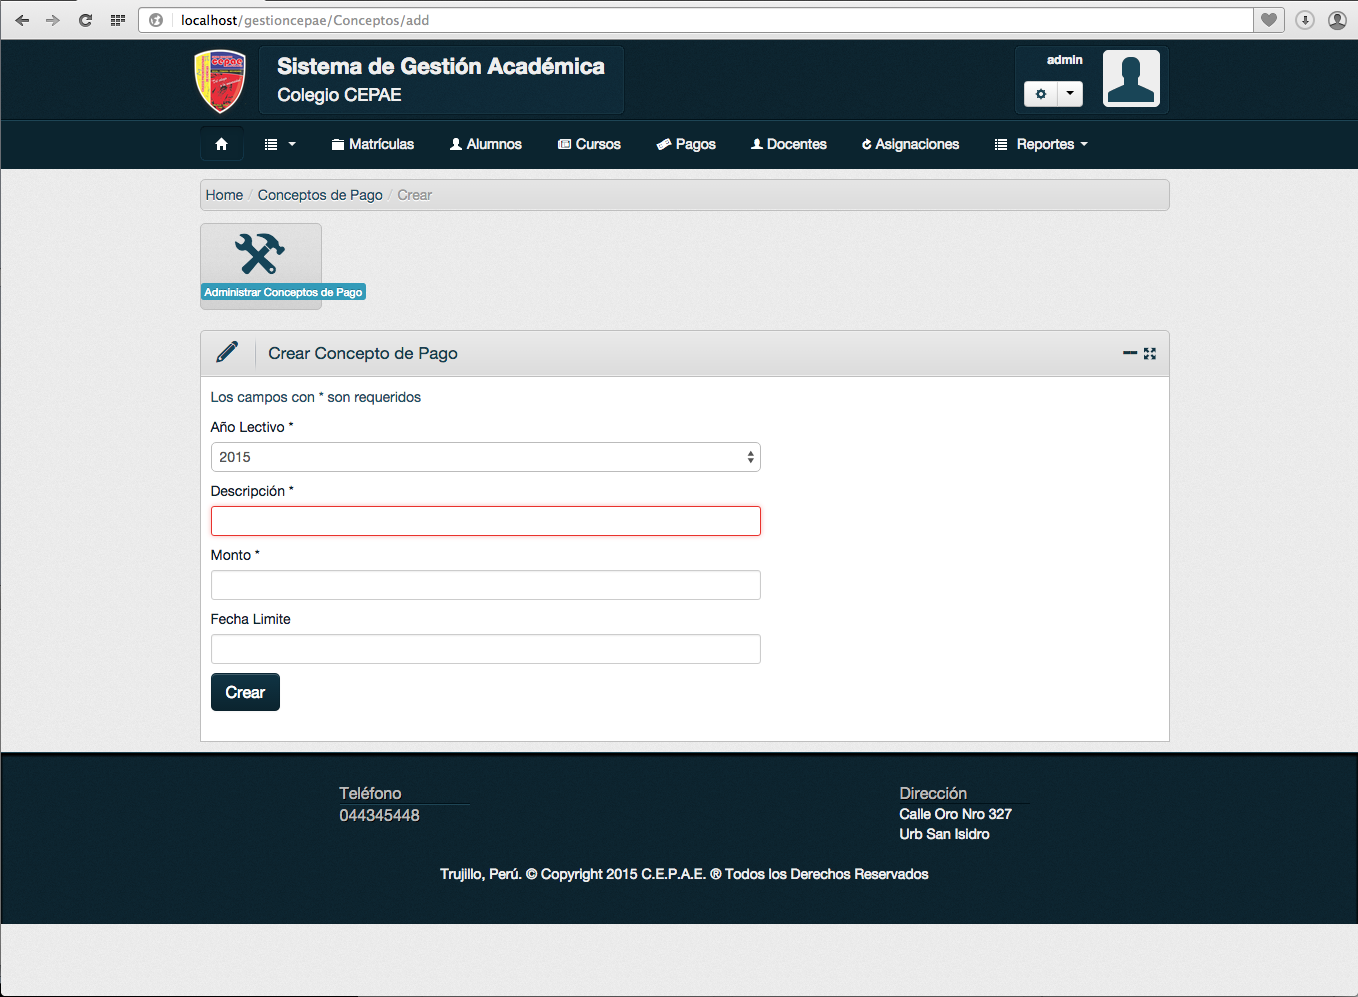 localhost/gestioncepae/Conceptos/add
cepae
Sistema de Gestión Académica
Colegio CEPAE
admin
Matrículas
Alumnos
Cursos
Pagos
Docentes
Asignaciones
Reportes
Home / Conceptos de Pago / Crear
Administrar Conceptos de Pago
Crear Concepto de Pago
Los campos con * son requeridos
Año Lectivo *
2015
Descripción *
Monto *
Fecha Limite
Crear
Teléfono
044345448
Dirección
Calle Oro Nro 327
Urb San Isidro
Trujillo, Perú. © Copyright 2015 C.E.P.A.E. ® Todos los Derechos Reservados